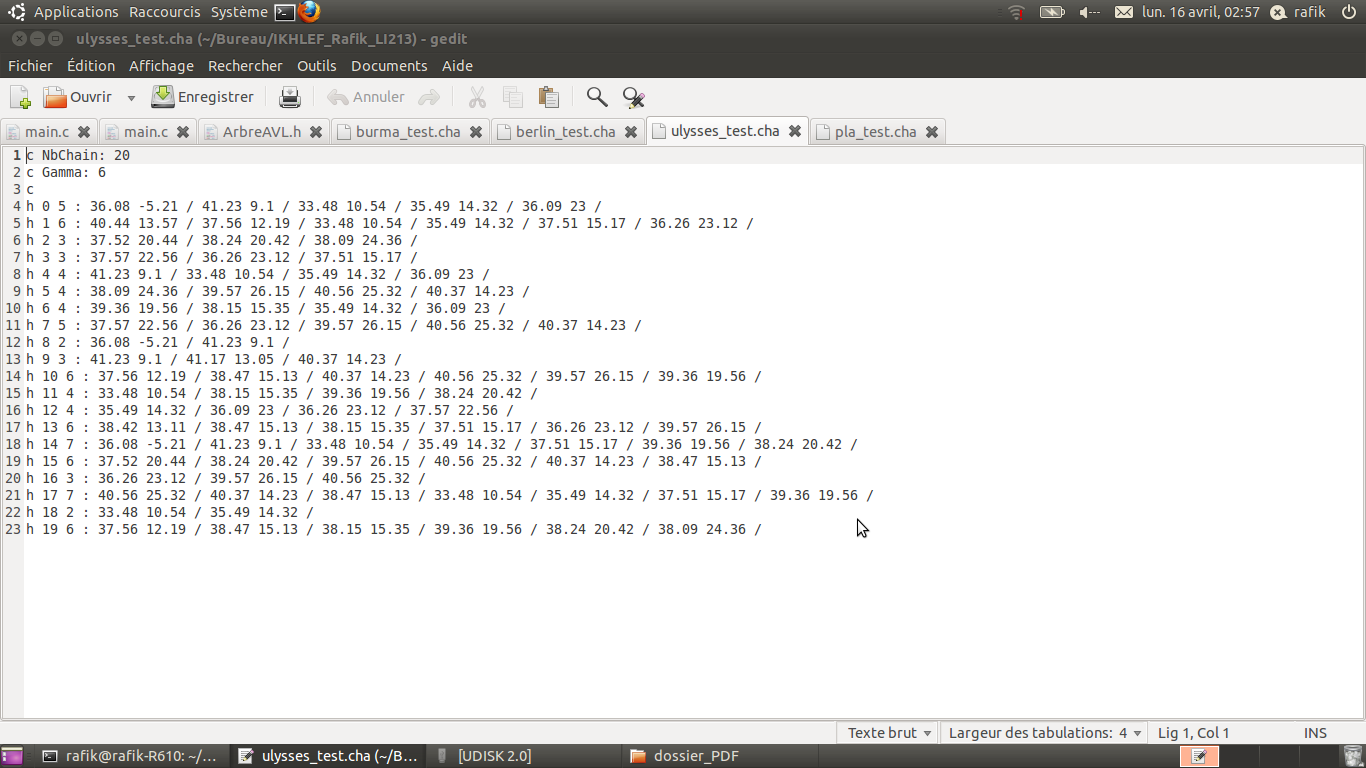 Applications Raccourcis Système lun. 16 avril, 02:57 rafik
ulysses_test.cha (~/Bureau/IKHLEF_Rafik_LI213) - gedit
Fichier Édition Affichage Rechercher Outils Documents Aide
Ouvrir Enregistrer Annuler
main.c main.c ArbreAVL.h burma_test.cha berlin_test.cha ulysses_test.cha pla_test.cha
1 c NbChain: 20
2 c Gamma: 6
3 c
4 h 0 5 : 36.08 -5.21 / 41.23 9.1 / 33.48 10.54 / 35.49 14.32 / 36.09 23 /
5 h 1 6 : 40.44 13.57 / 37.56 12.19 / 33.48 10.54 / 35.49 14.32 / 37.51 15.17 / 36.26 23.12 /
6 h 2 3 : 37.52 20.44 / 38.24 20.42 / 38.09 24.36 /
7 h 3 3 : 37.57 22.56 / 36.26 23.12 / 37.51 15.17 /
8 h 4 4 : 41.23 9.1 / 33.48 10.54 / 35.49 14.32 / 36.09 23 /
9 h 5 4 : 38.09 24.36 / 39.57 26.15 / 40.56 25.32 / 40.37 14.23 /
10 h 6 4 : 39.36 19.56 / 38.15 15.35 / 35.49 14.32 / 36.09 23 /
11 h 7 5 : 37.57 22.56 / 36.26 23.12 / 39.57 26.15 / 40.56 25.32 / 40.37 14.23 /
12 h 8 2 : 36.08 -5.21 / 41.23 9.1 /
13 h 9 3 : 41.23 9.1 / 41.17 13.05 / 40.37 14.23 /
14 h 10 6 : 37.56 12.19 / 38.47 15.13 / 40.37 14.23 / 40.56 25.32 / 39.57 26.15 / 39.36 19.56 /
15 h 11 4 : 33.48 10.54 / 38.15 15.35 / 39.36 19.56 / 38.24 20.42 /
16 h 12 4 : 35.49 14.32 / 36.09 23 / 36.26 23.12 / 37.57 22.56 /
17 h 13 6 : 38.42 13.11 / 38.47 15.13 / 38.15 15.35 / 37.51 15.17 / 36.26 23.12 / 39.57 26.15 /
18 h 14 7 : 36.08 -5.21 / 41.23 9.1 / 33.48 10.54 / 35.49 14.32 / 37.51 15.17 / 39.36 19.56 / 38.24 20.42 /
19 h 15 6 : 37.52 20.44 / 38.24 20.42 / 39.57 26.15 / 40.56 25.32 / 40.37 14.23 / 38.47 15.13 /
20 h 16 3 : 36.26 23.12 / 39.57 26.15 / 40.56 25.32 /
21 h 17 7 : 40.56 25.32 / 40.37 14.23 / 38.47 15.13 / 33.48 10.54 / 35.49 14.32 / 37.51 15.17 / 39.36 19.56 /
22 h 18 2 : 33.48 10.54 / 35.49 14.32 /
23 h 19 6 : 37.56 12.19 / 38.47 15.13 / 38.15 15.35 / 39.36 19.56 / 38.24 20.42 / 38.09 24.36 /
Texte brut Largeur des tabulations: 4 Lig 1, Col 1 INS
rafik@rafik-R610: ~/... ulysses_test.cha (~/B... [UDISK 2.0] dossier_PDF